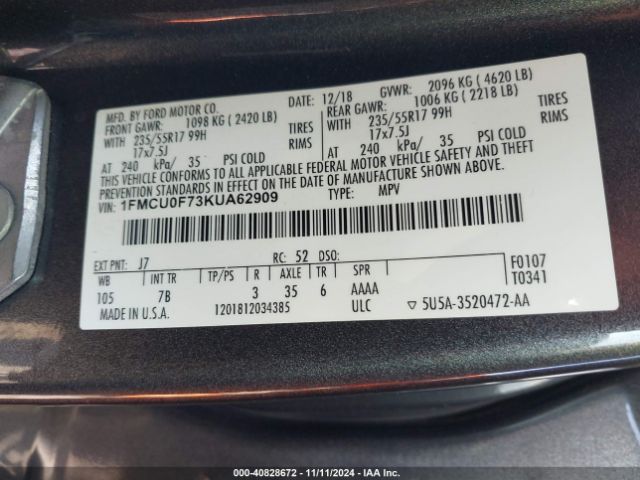 MFD. BY FORD MOTOR CO. DATE: 12/18 GVWR: 2096 KG ( 4620 LB)
FRONT GAWR: 1098 KG ( 2420 LB) REAR GAWR: 1006 KG ( 2218 LB)
WITH 235/55R17 99H TIRES WITH 235/55R17 99H TIRES
17x7.5J RIMS 17x7.5J RIMS
AT 240 kPa/ 35 PSI COLD AT 240 kPa/ 35 PSI COLD
THIS VEHICLE CONFORMS TO ALL APPLICABLE FEDERAL MOTOR VEHICLE SAFETY AND THEFT
PREVENTION STANDARDS IN EFFECT ON THE DATE OF MANUFACTURE SHOWN ABOVE.
VIN: 1FMCU0F73KUA62909 TYPE: MPV
EXT PNT: J7 RC: 52 DSO:
WB INT TR TP/PS R AXLE TR SPR F0107
105 7B 3 35 6 AAAA T0341
MADE IN U.S.A. 1201812034385 ULC ▽ 5U5A-3520472-AA
000-40828672 - 11/11/2024 - IAA Inc.